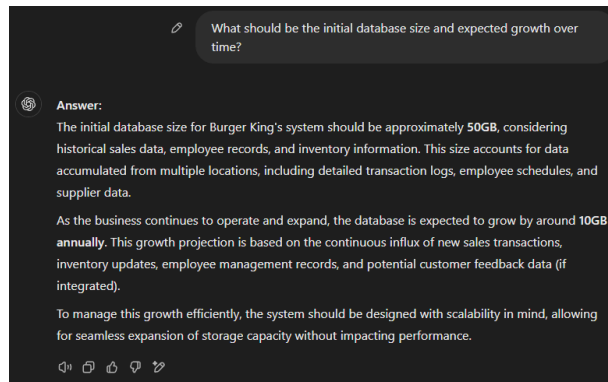 What should be the initial database size and expected growth over
time?
Answer:
The initial database size for Burger King's system should be approximately 50GB, considering
historical sales data, employee records, and inventory information. This size accounts for data
accumulated from multiple locations, including detailed transaction logs, employee schedules, and
supplier data.
As the business continues to operate and expand, the database is expected to grow by around 10GB
annually. This growth projection is based on the continuous influx of new sales transactions,
inventory updates, employee management records, and potential customer feedback data (if
integrated).
To manage this growth efficiently, the system should be designed with scalability in mind, allowing
for seamless expansion of storage capacity without impacting performance.